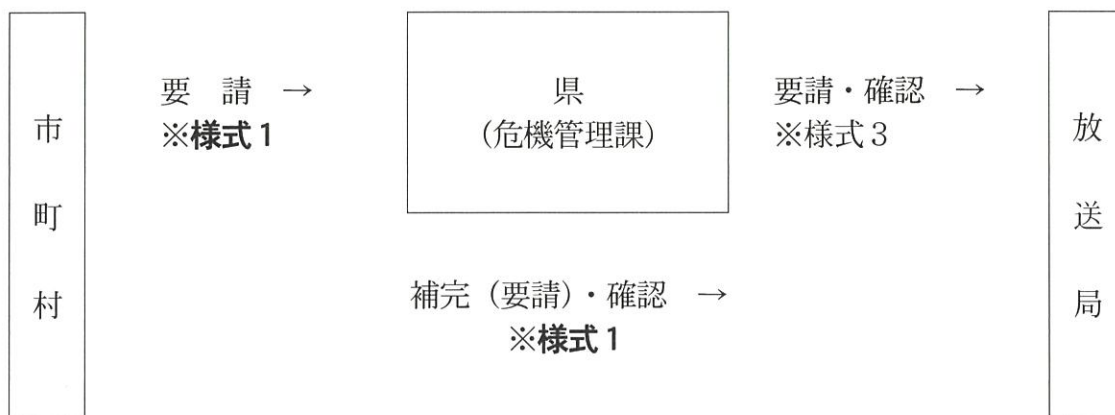 市町村
要　請　→
※様式１
県
（危機管理課）
要請・確認　→
※様式３
補完（要請）・確認　→
※様式１
放送局